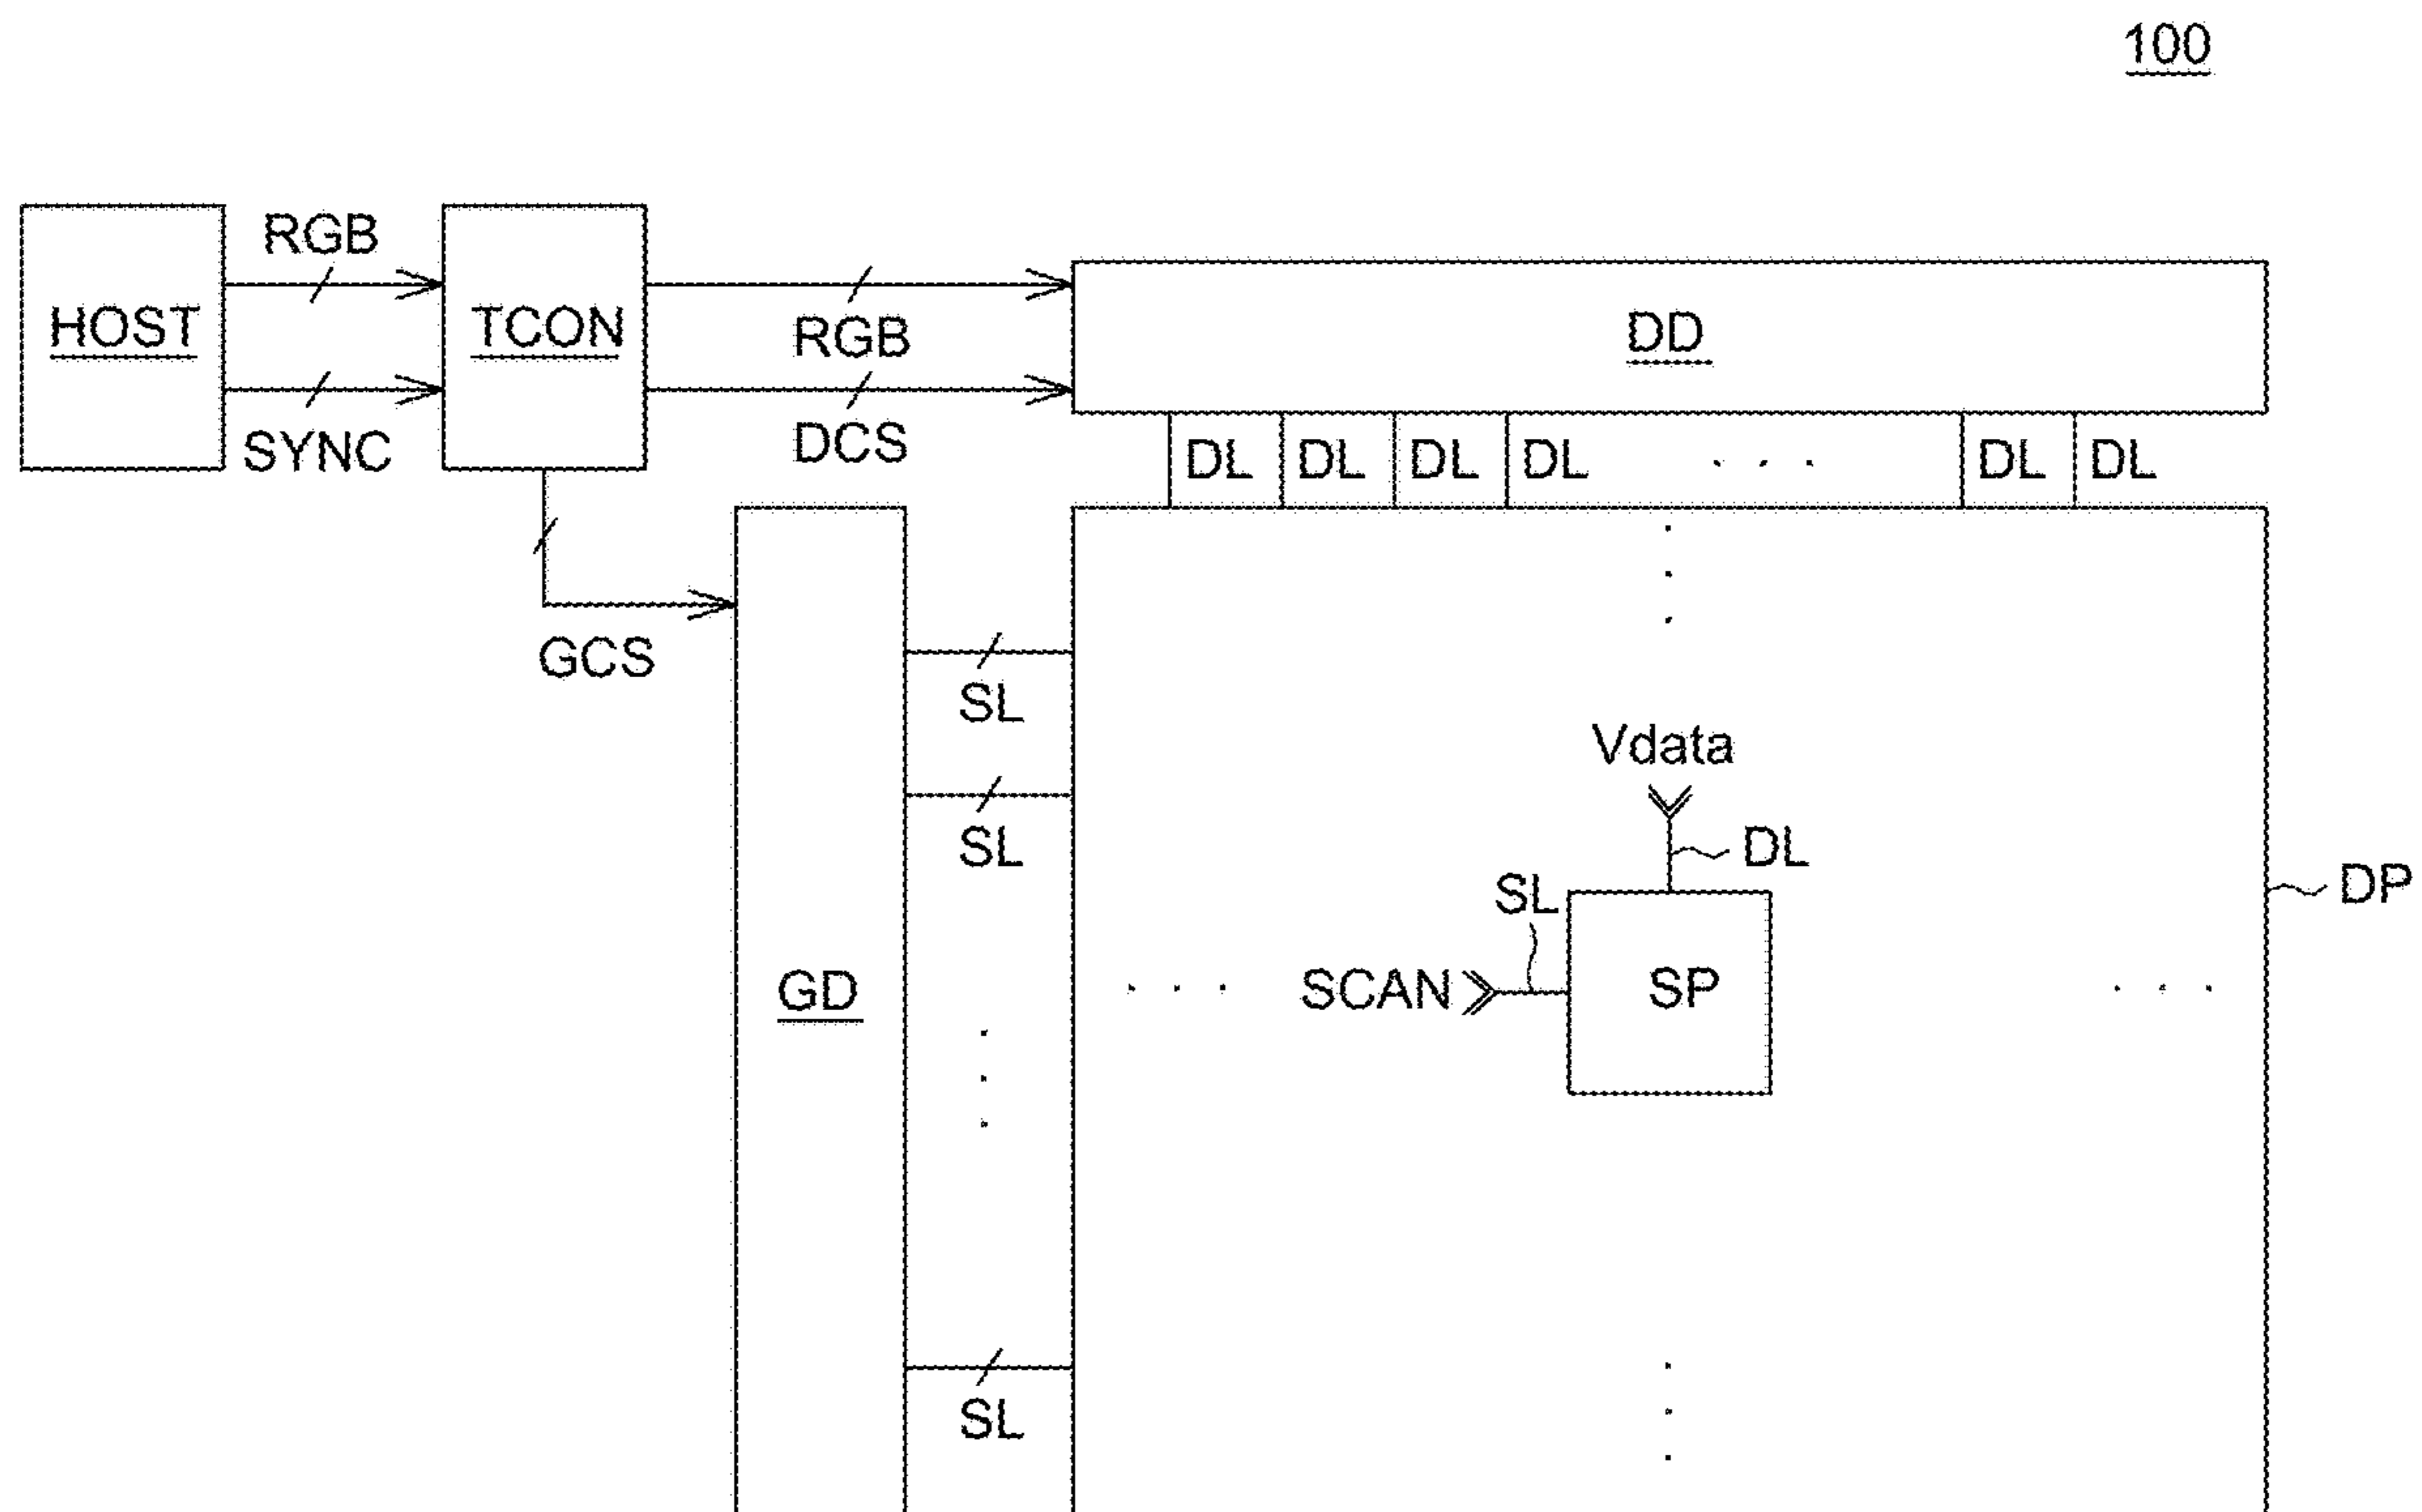 100
RGB
HOST
TCON
RGB
DD
SYNC
DCS
DL DL DL DL . . . DL DL
GCS
SL
Vdata
SL
DL
SL
DP
GD
. . .
SCAN
SP
. . .
SL